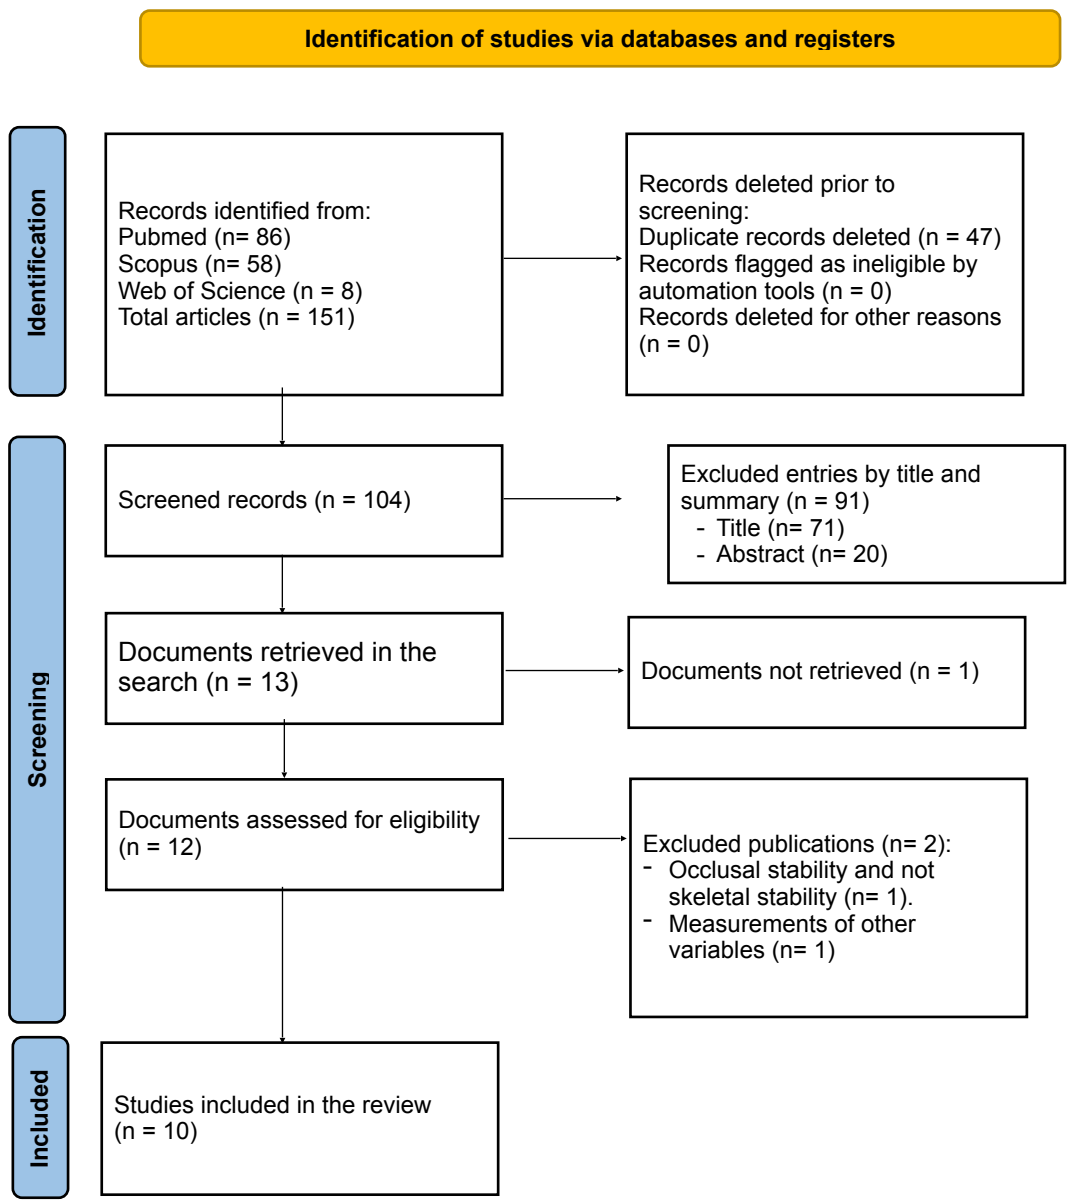 Identification of studies via databases and registers
Identification
Records identified from:
Pubmed (n= 86)
Scopus (n= 58)
Web of Science (n = 8)
Total articles (n = 151)
Records deleted prior to
screening:
Duplicate records deleted (n = 47)
Records flagged as ineligible by
automation tools (n = 0)
Records deleted for other reasons
(n = 0)
Screening
Screened records (n = 104)
Excluded entries by title and
summary (n = 91)
- Title (n= 71)
- Abstract (n= 20)
Documents retrieved in the
search (n = 13)
Documents not retrieved (n = 1)
Documents assessed for eligibility
(n = 12)
Excluded publications (n= 2):
- Occlusal stability and not
skeletal stability (n= 1).
- Measurements of other
variables (n= 1)
Included
Studies included in the review
(n = 10)